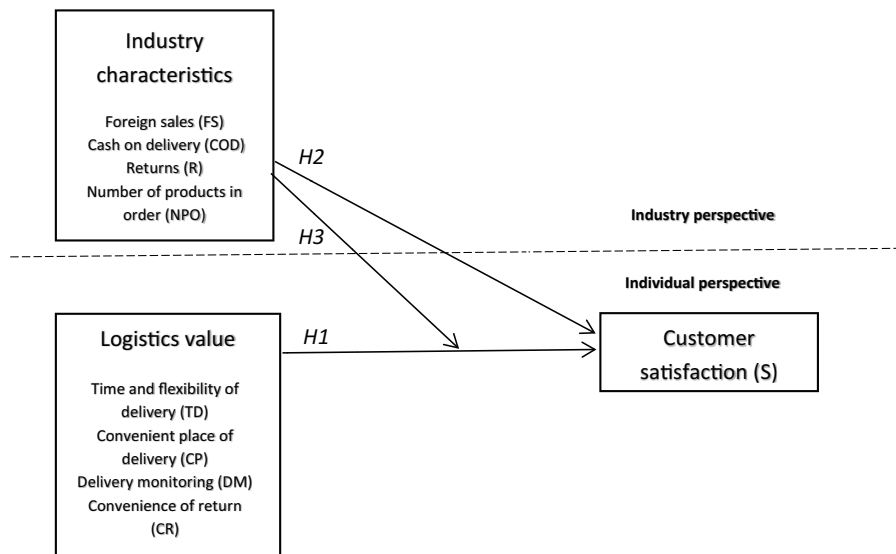 Industry
characteristics
Foreign sales (FS)
Cash on delivery (COD)
Returns (R)
Number of products in
order (NPO)
H2
H3
Industry perspective
Individual perspective
Logistics value
Time and flexibility of
delivery (TD)
Convenient place of
delivery (CP)
Delivery monitoring (DM)
Convenience of return
(CR)
H1
Customer
satisfaction (S)